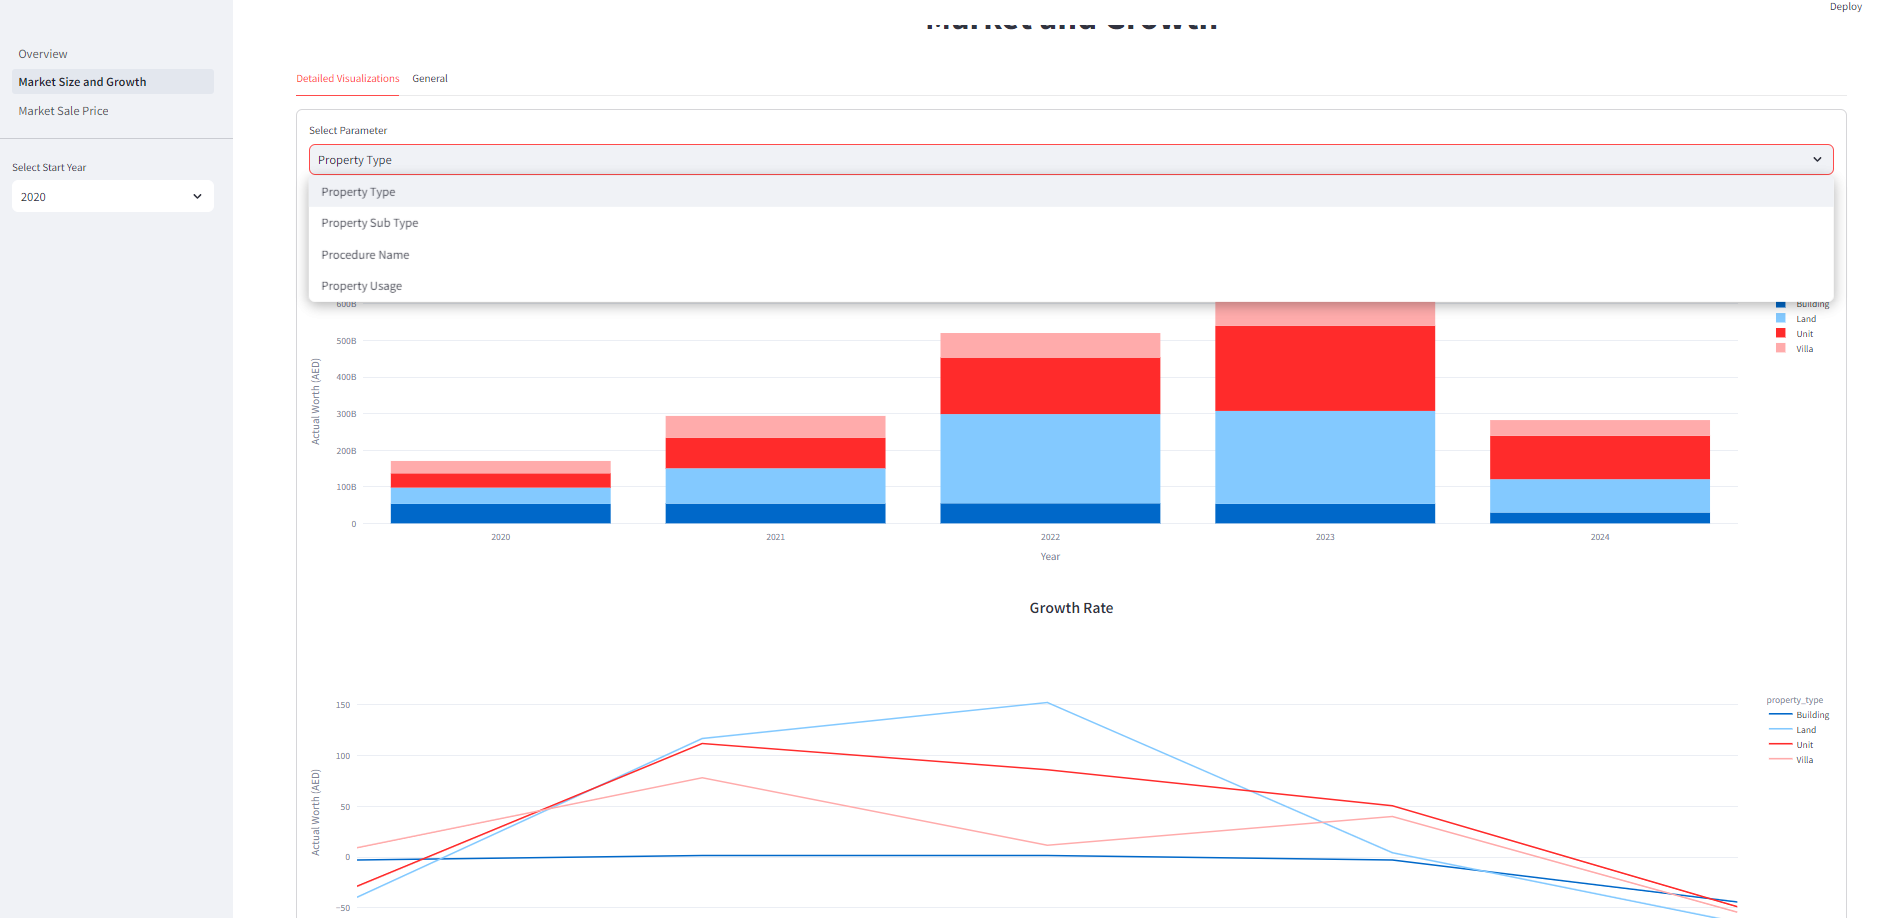 Deploy
Market and Growth
Overview
Market Size and Growth
Market Sale Price
Select Start Year
2020
Detailed Visualizations
General
Select Parameter
Property Type
Property Type
Property Sub Type
Procedure Name
Property Usage
600B
500B
400B
300B
200B
100B
0
Actual Worth (AED)
2020
2021
2022
2023
2024
Year
Building
Land
Unit
Villa
Growth Rate
150
100
50
0
−50
Actual Worth (AED)
property_type
Building
Land
Unit
Villa